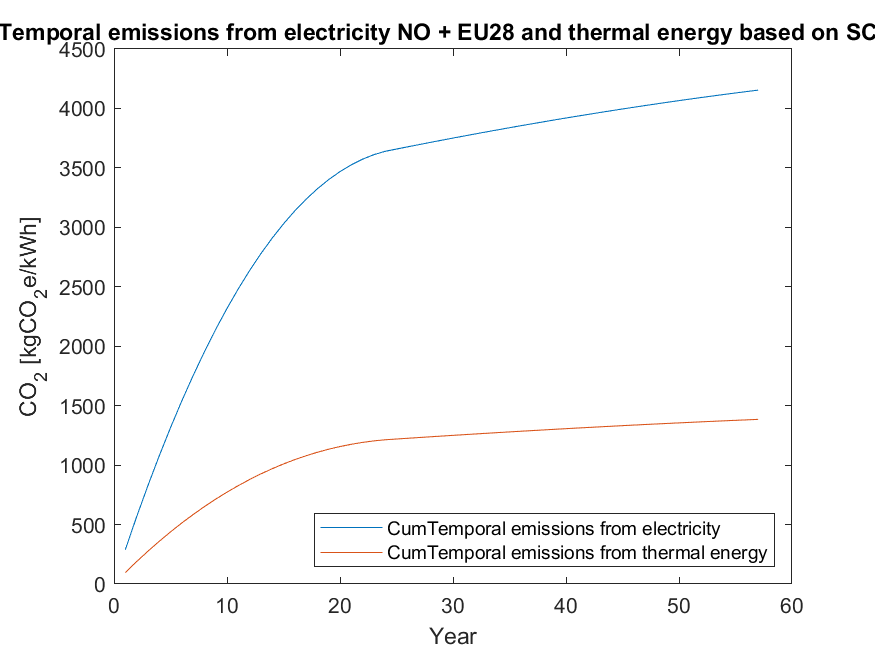 Temporal emissions from electricity NO + EU28 and thermal energy based on SC
4500
4000
3500
3000
2500
2000
1500
1000
500
0
CO2 [kgCO2e/kWh]
CumTemporal emissions from electricity
CumTemporal emissions from thermal energy
0 10 20 30 40 50 60
Year